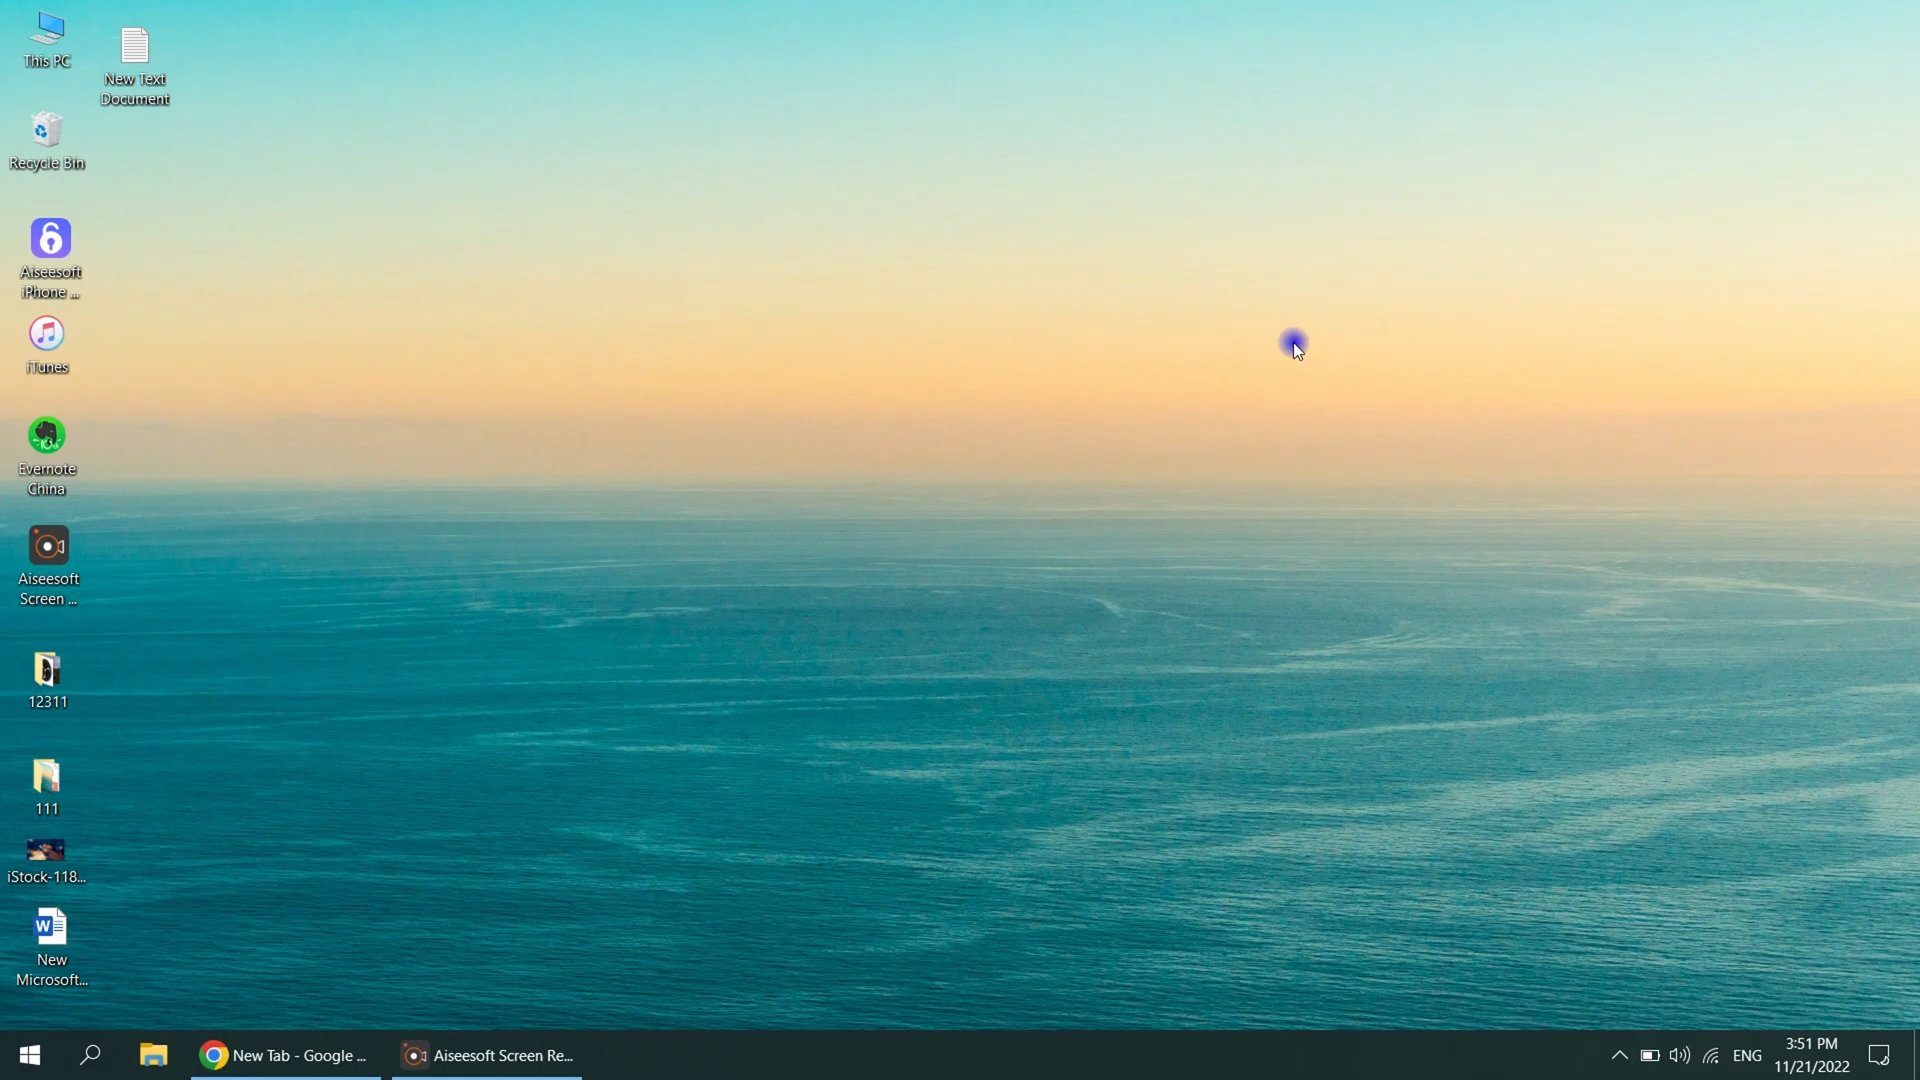 This PC
New Text
Document
Recycle Bin
Aiseesoft
iPhone ...
iTunes
Evernote
China
Aiseesoft
Screen ...
12311
111
iStock-118...
New
Microsoft...
New Tab - Google ...
Aiseesoft Screen Re...
ENG
3:51 PM
11/21/2022